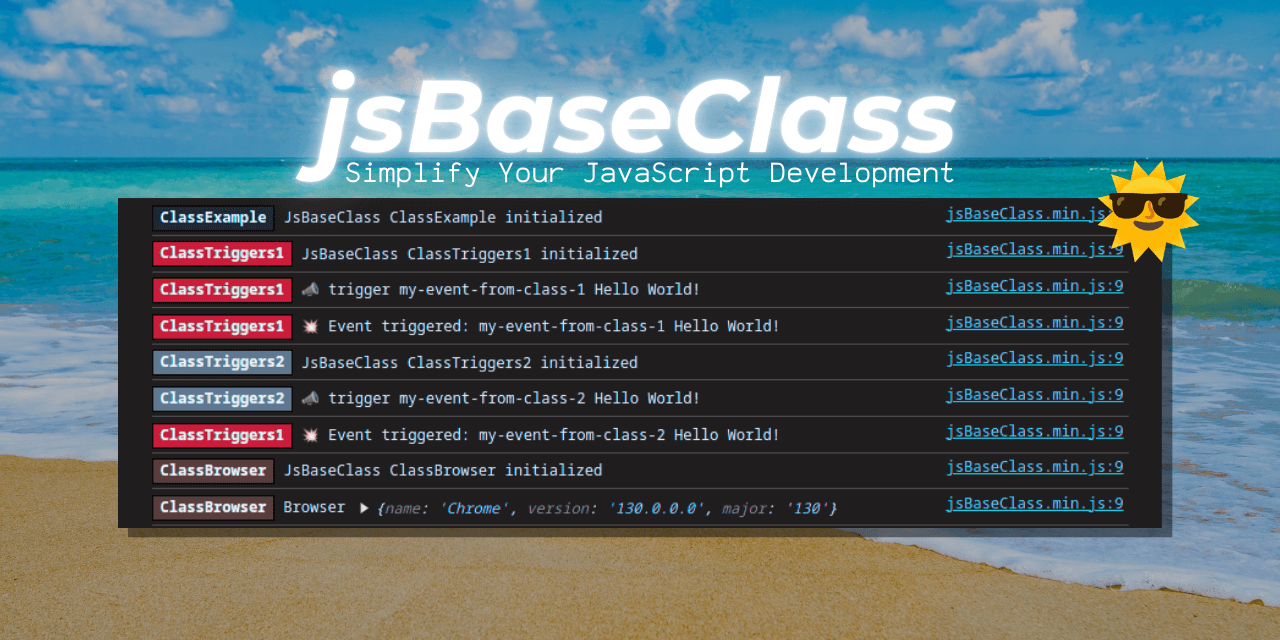 jsBaseClass
Simplify Your JavaScript Development
ClassExample JsBaseClass ClassExample initialized jsBaseClass.min.js:
ClassTriggers1 JsBaseClass ClassTriggers1 initialized jsBaseClass.min.js:9
ClassTriggers1 📣 trigger my-event-from-class-1 Hello World! jsBaseClass.min.js:9
ClassTriggers1 💥 Event triggered: my-event-from-class-1 Hello World! jsBaseClass.min.js:9
ClassTriggers2 JsBaseClass ClassTriggers2 initialized jsBaseClass.min.js:9
ClassTriggers2 📣 trigger my-event-from-class-2 Hello World! jsBaseClass.min.js:9
ClassTriggers1 💥 Event triggered: my-event-from-class-2 Hello World! jsBaseClass.min.js:9
ClassBrowser JsBaseClass ClassBrowser initialized jsBaseClass.min.js:9
ClassBrowser Browser ▶ {name: 'Chrome', version: '130.0.0.0', major: '130'} jsBaseClass.min.js:9